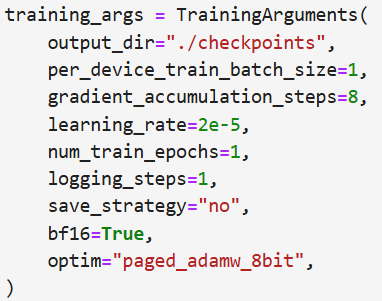 training_args = TrainingArguments(
    output_dir="./checkpoints",
    per_device_train_batch_size=1,
    gradient_accumulation_steps=8,
    learning_rate=2e-5,
    num_train_epochs=1,
    logging_steps=1,
    save_strategy="no",
    bf16=True,
    optim="paged_adamw_8bit",
)